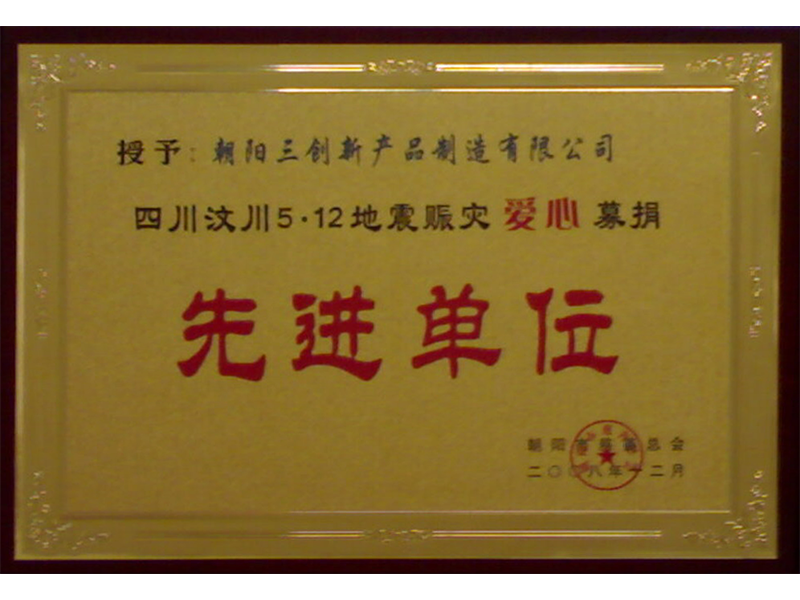 授予：朝阳三创新产品制造有限公司
四川汶川5·12地震赈灾 爱心 募捐
先进单位
朝阳市慈善总会
二〇〇八年十二月